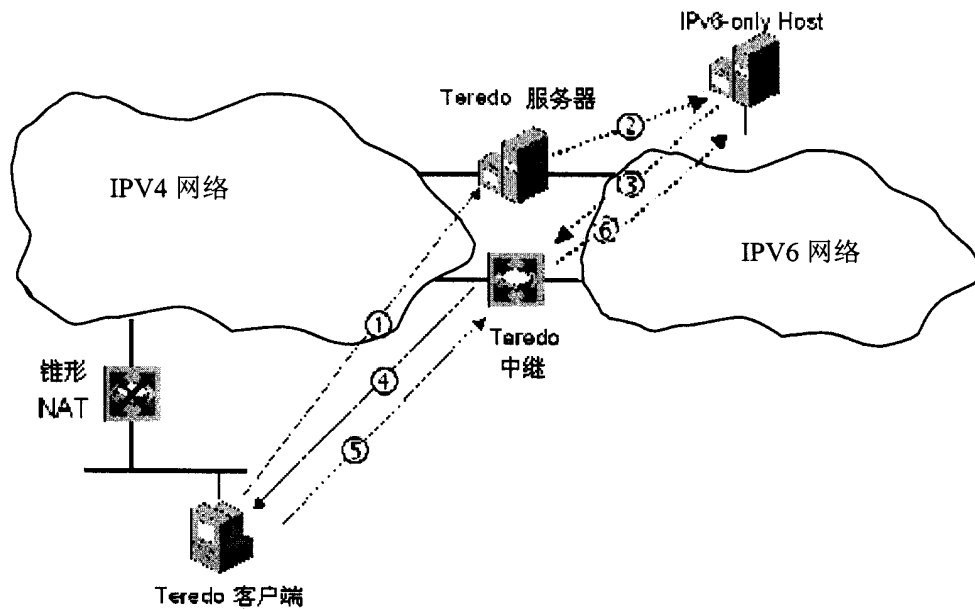 IPv6-only Host
Teredo 服务器
②
IPV4 网络
③
⑥
IPV6 网络
①
Teredo
中继
锥形
NAT
④
⑤
Teredo 客户端